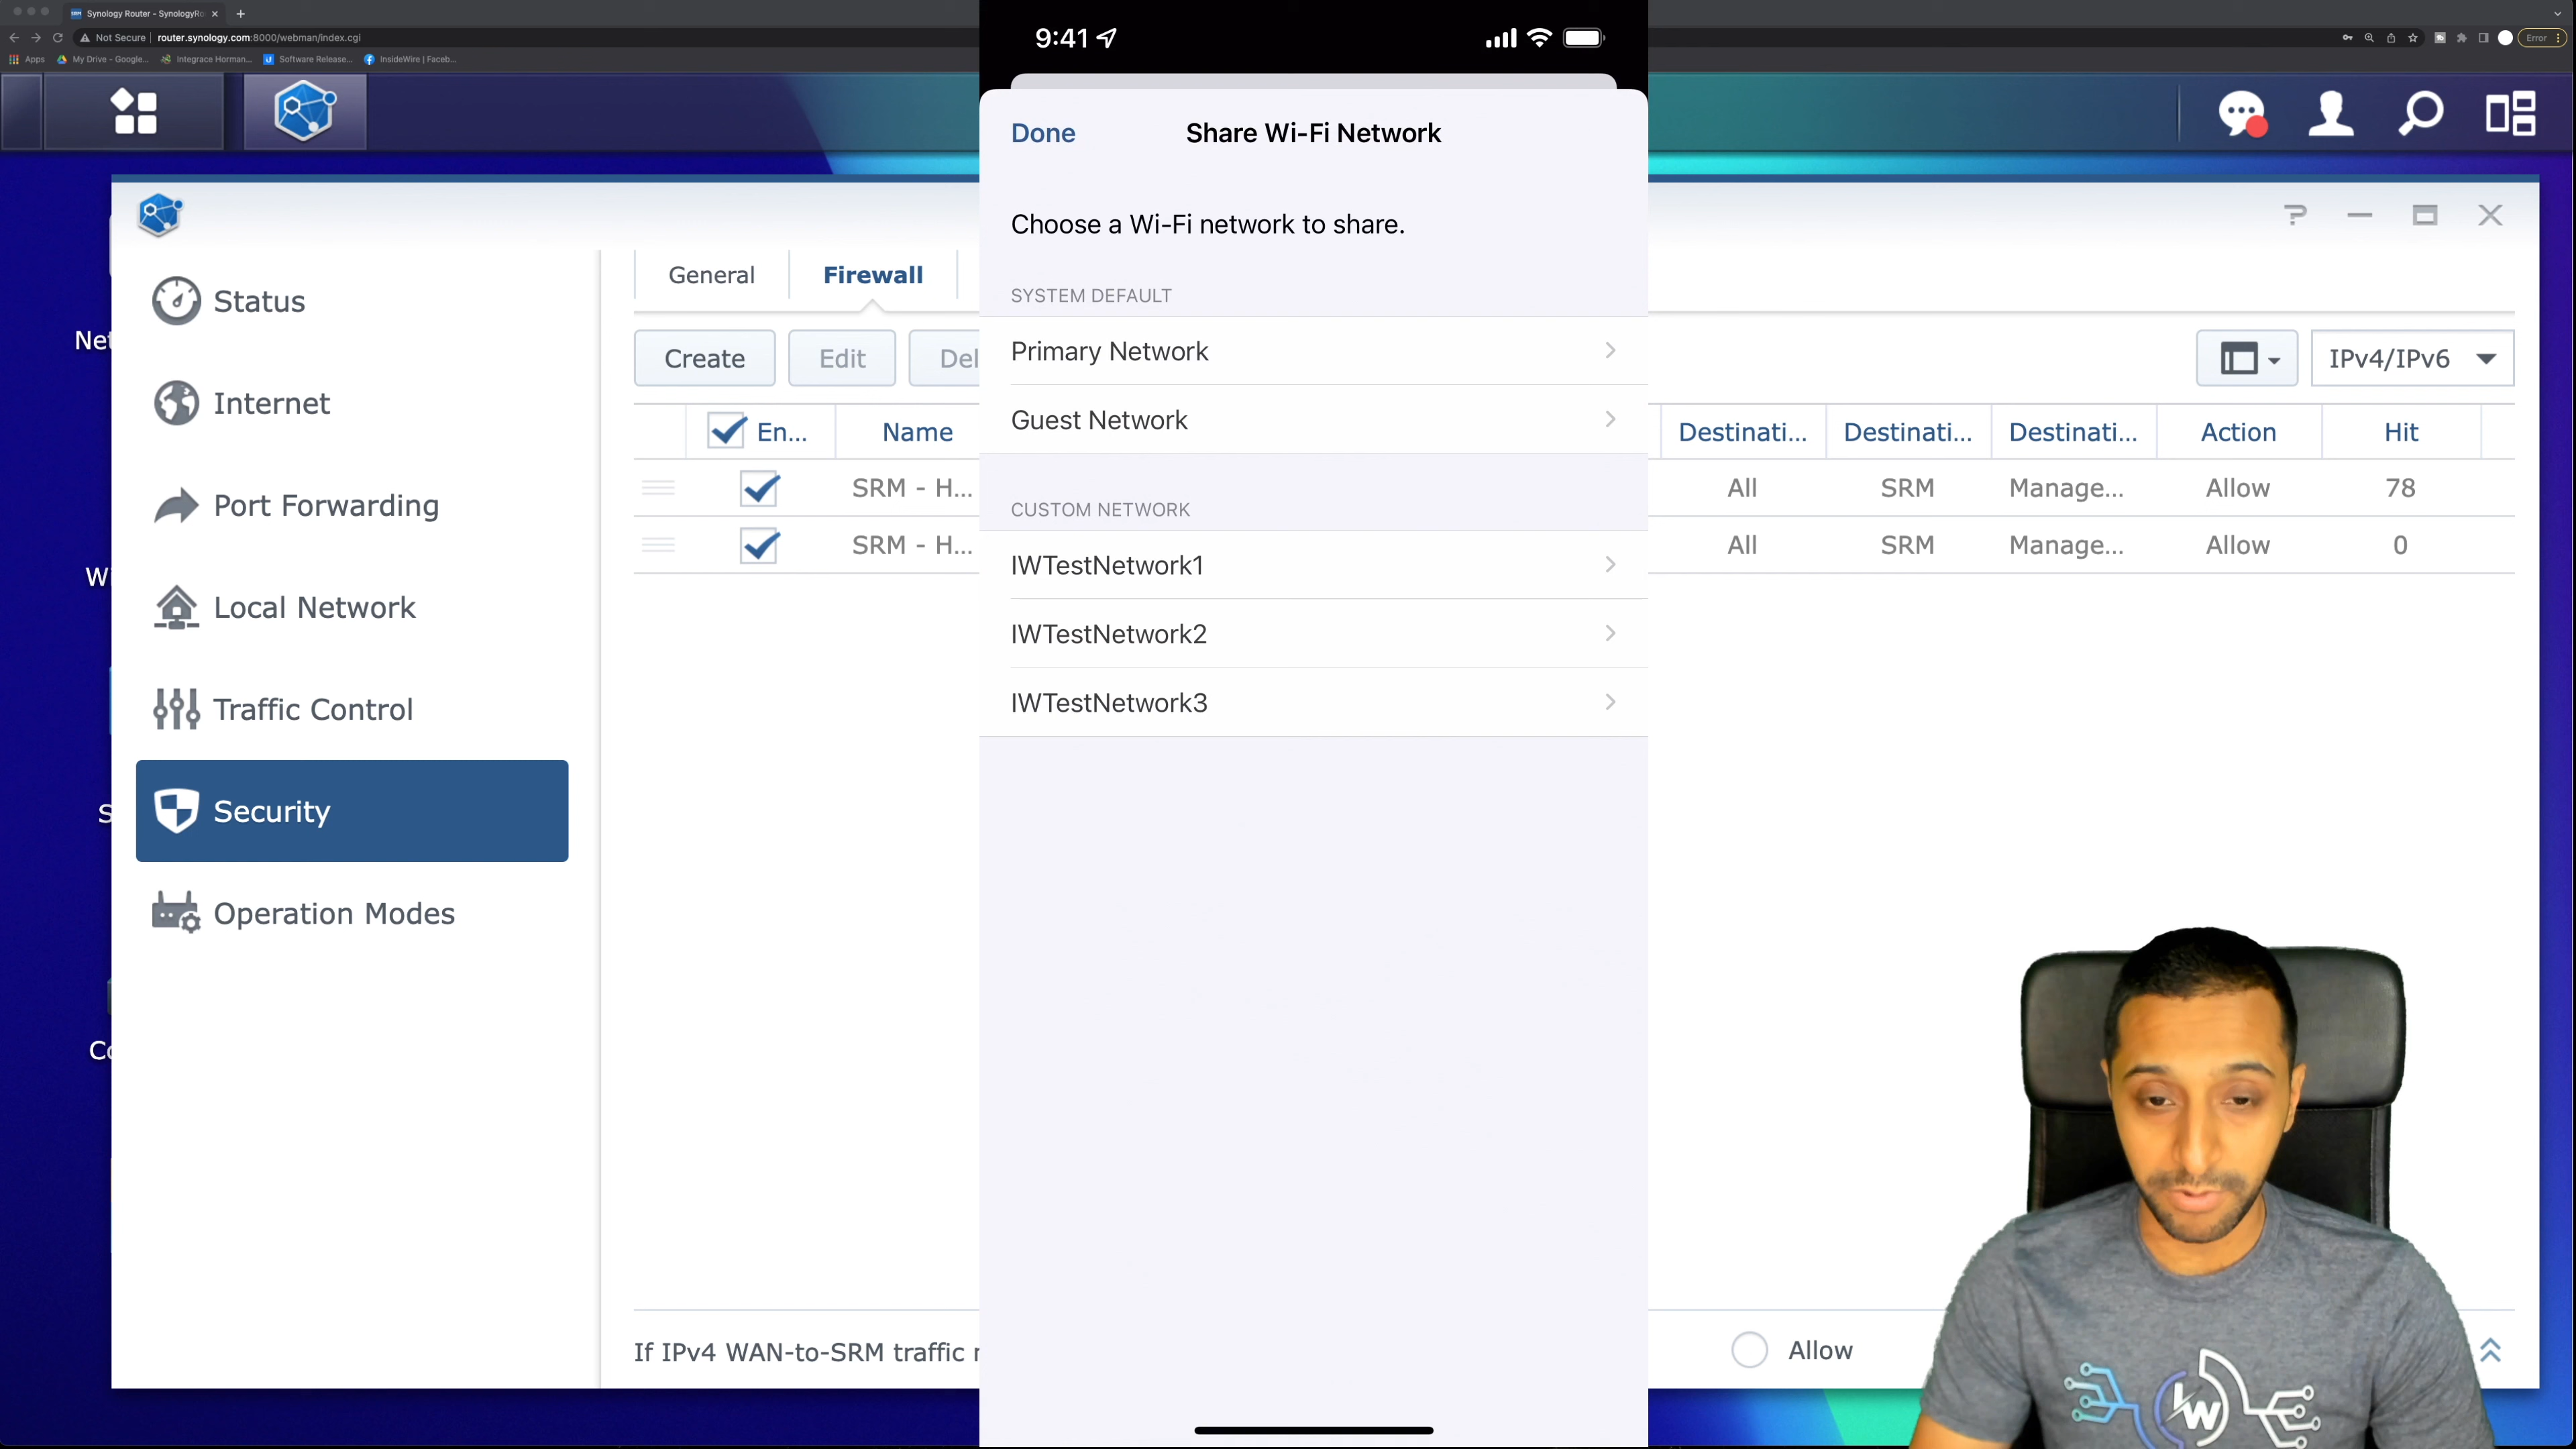 Synology Router - SynologyRo
Not Secure | router.synology.com:8000/webman/index.cgi
Error
Apps
My Drive - Google...
Integrace Horman...
Software Release...
InsideWire | Faceb...
9:41
Done
Share Wi-Fi Network
Choose a Wi-Fi network to share.
SYSTEM DEFAULT
Primary Network
Guest Network
CUSTOM NETWORK
IWTestNetwork1
IWTestNetwork2
IWTestNetwork3
Status
Internet
Port Forwarding
Local Network
Traffic Control
Security
Operation Modes
General
Firewall
Create
Edit
Del
IPv4/IPv6
En...
Name
Destinati...
Destinati...
Destinati...
Action
Hit
SRM - H...
All
SRM
Manage...
Allow
78
SRM - H...
All
SRM
Manage...
Allow
0
If IPv4 WAN-to-SRM traffic
Allow
Net
Wi
S
Co
W